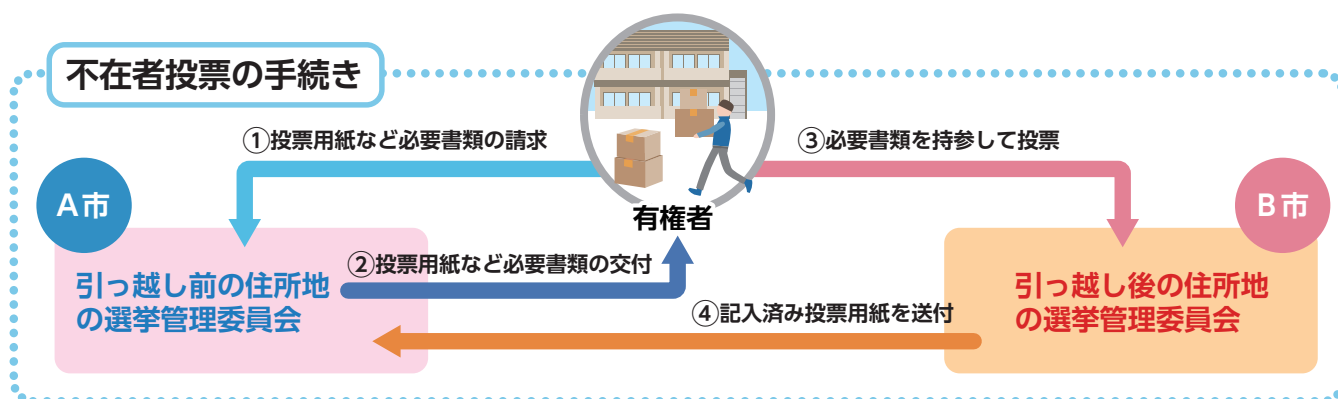 不在者投票の手続き
①投票用紙など必要書類の請求
③必要書類を持参して投票
A市
B市
有権者
②投票用紙など必要書類の交付
引っ越し前の住所地
の選挙管理委員会
引っ越し後の住所地
の選挙管理委員会
④記入済み投票用紙を送付